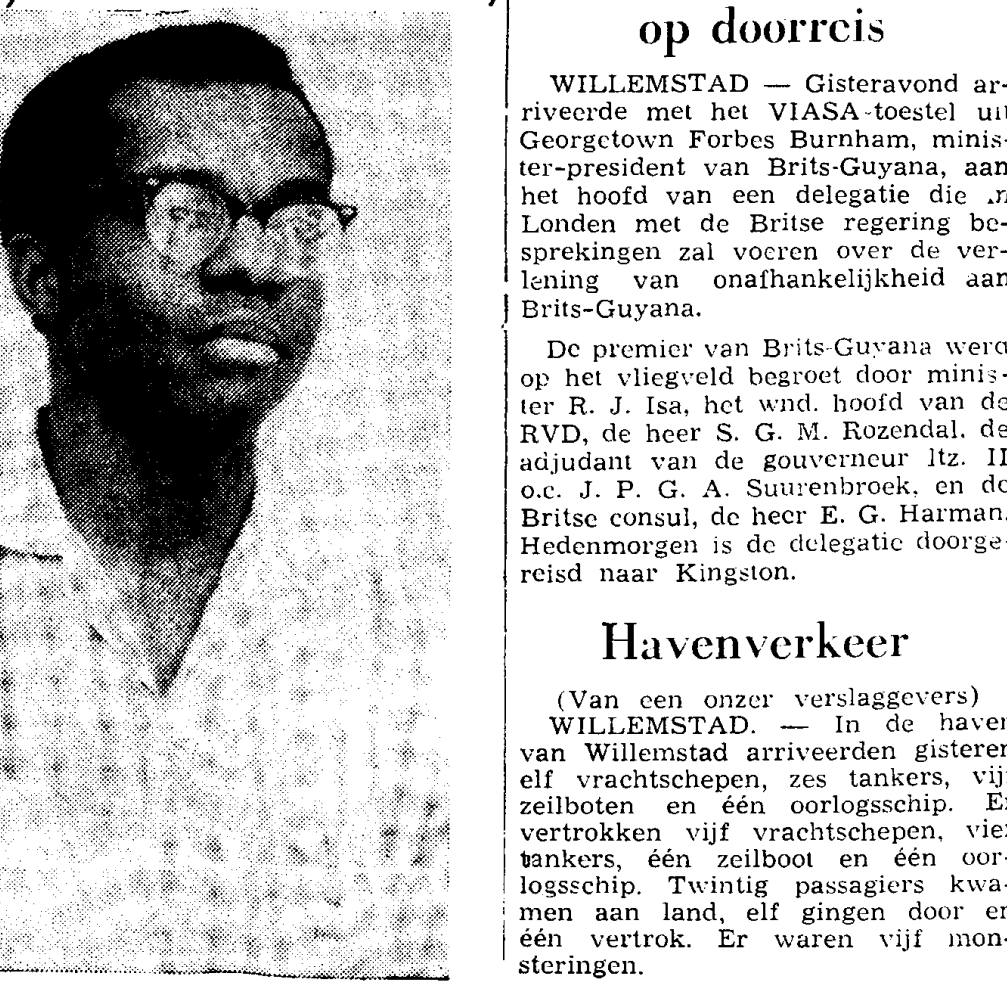 op doorreis
WILLEMSTAD — Gisteravond ar-
riveerde met het VIASA-toestel uit
Georgetown Forbes Burnham, minis-
ter-president van Brits-Guyana, aan
het hoofd van een delegatie die
Londen met de Britse regering be-
sprekingen zal voeren over de ver-
lening van onafhankelijkheid aan
Brits-Guyana.
De premier van Brits-Guyana werd
op het vliegveld begroet door minis-
ter R. J. Isa, het wnd. hoofd van de
RVD, de heer S. G. M. Rozendal, de
adjudant van de gouverneur ltz. II
o.c. J. P. G. A. Suurenbroek, en de
Britse consul, de heer E. G. Harman.
Hedenmorgen is de delegatie doorge-
reisd naar Kingston.
Havenverkeer
(Van een onzer verslaggevers)
WILLEMSTAD. — In de haven
van Willemstad arriveerden gisteren
elf vrachtschepen, zes tankers, vijf
zeilboten en één oorlogsschip. Er
vertrokken vijf vrachtschepen, vier
tankers, één zeilboot en één oor-
logsschip. Twintig passagiers kwa-
men aan land, elf gingen door en
één vertrok. Er waren vijf mon-
steringen.